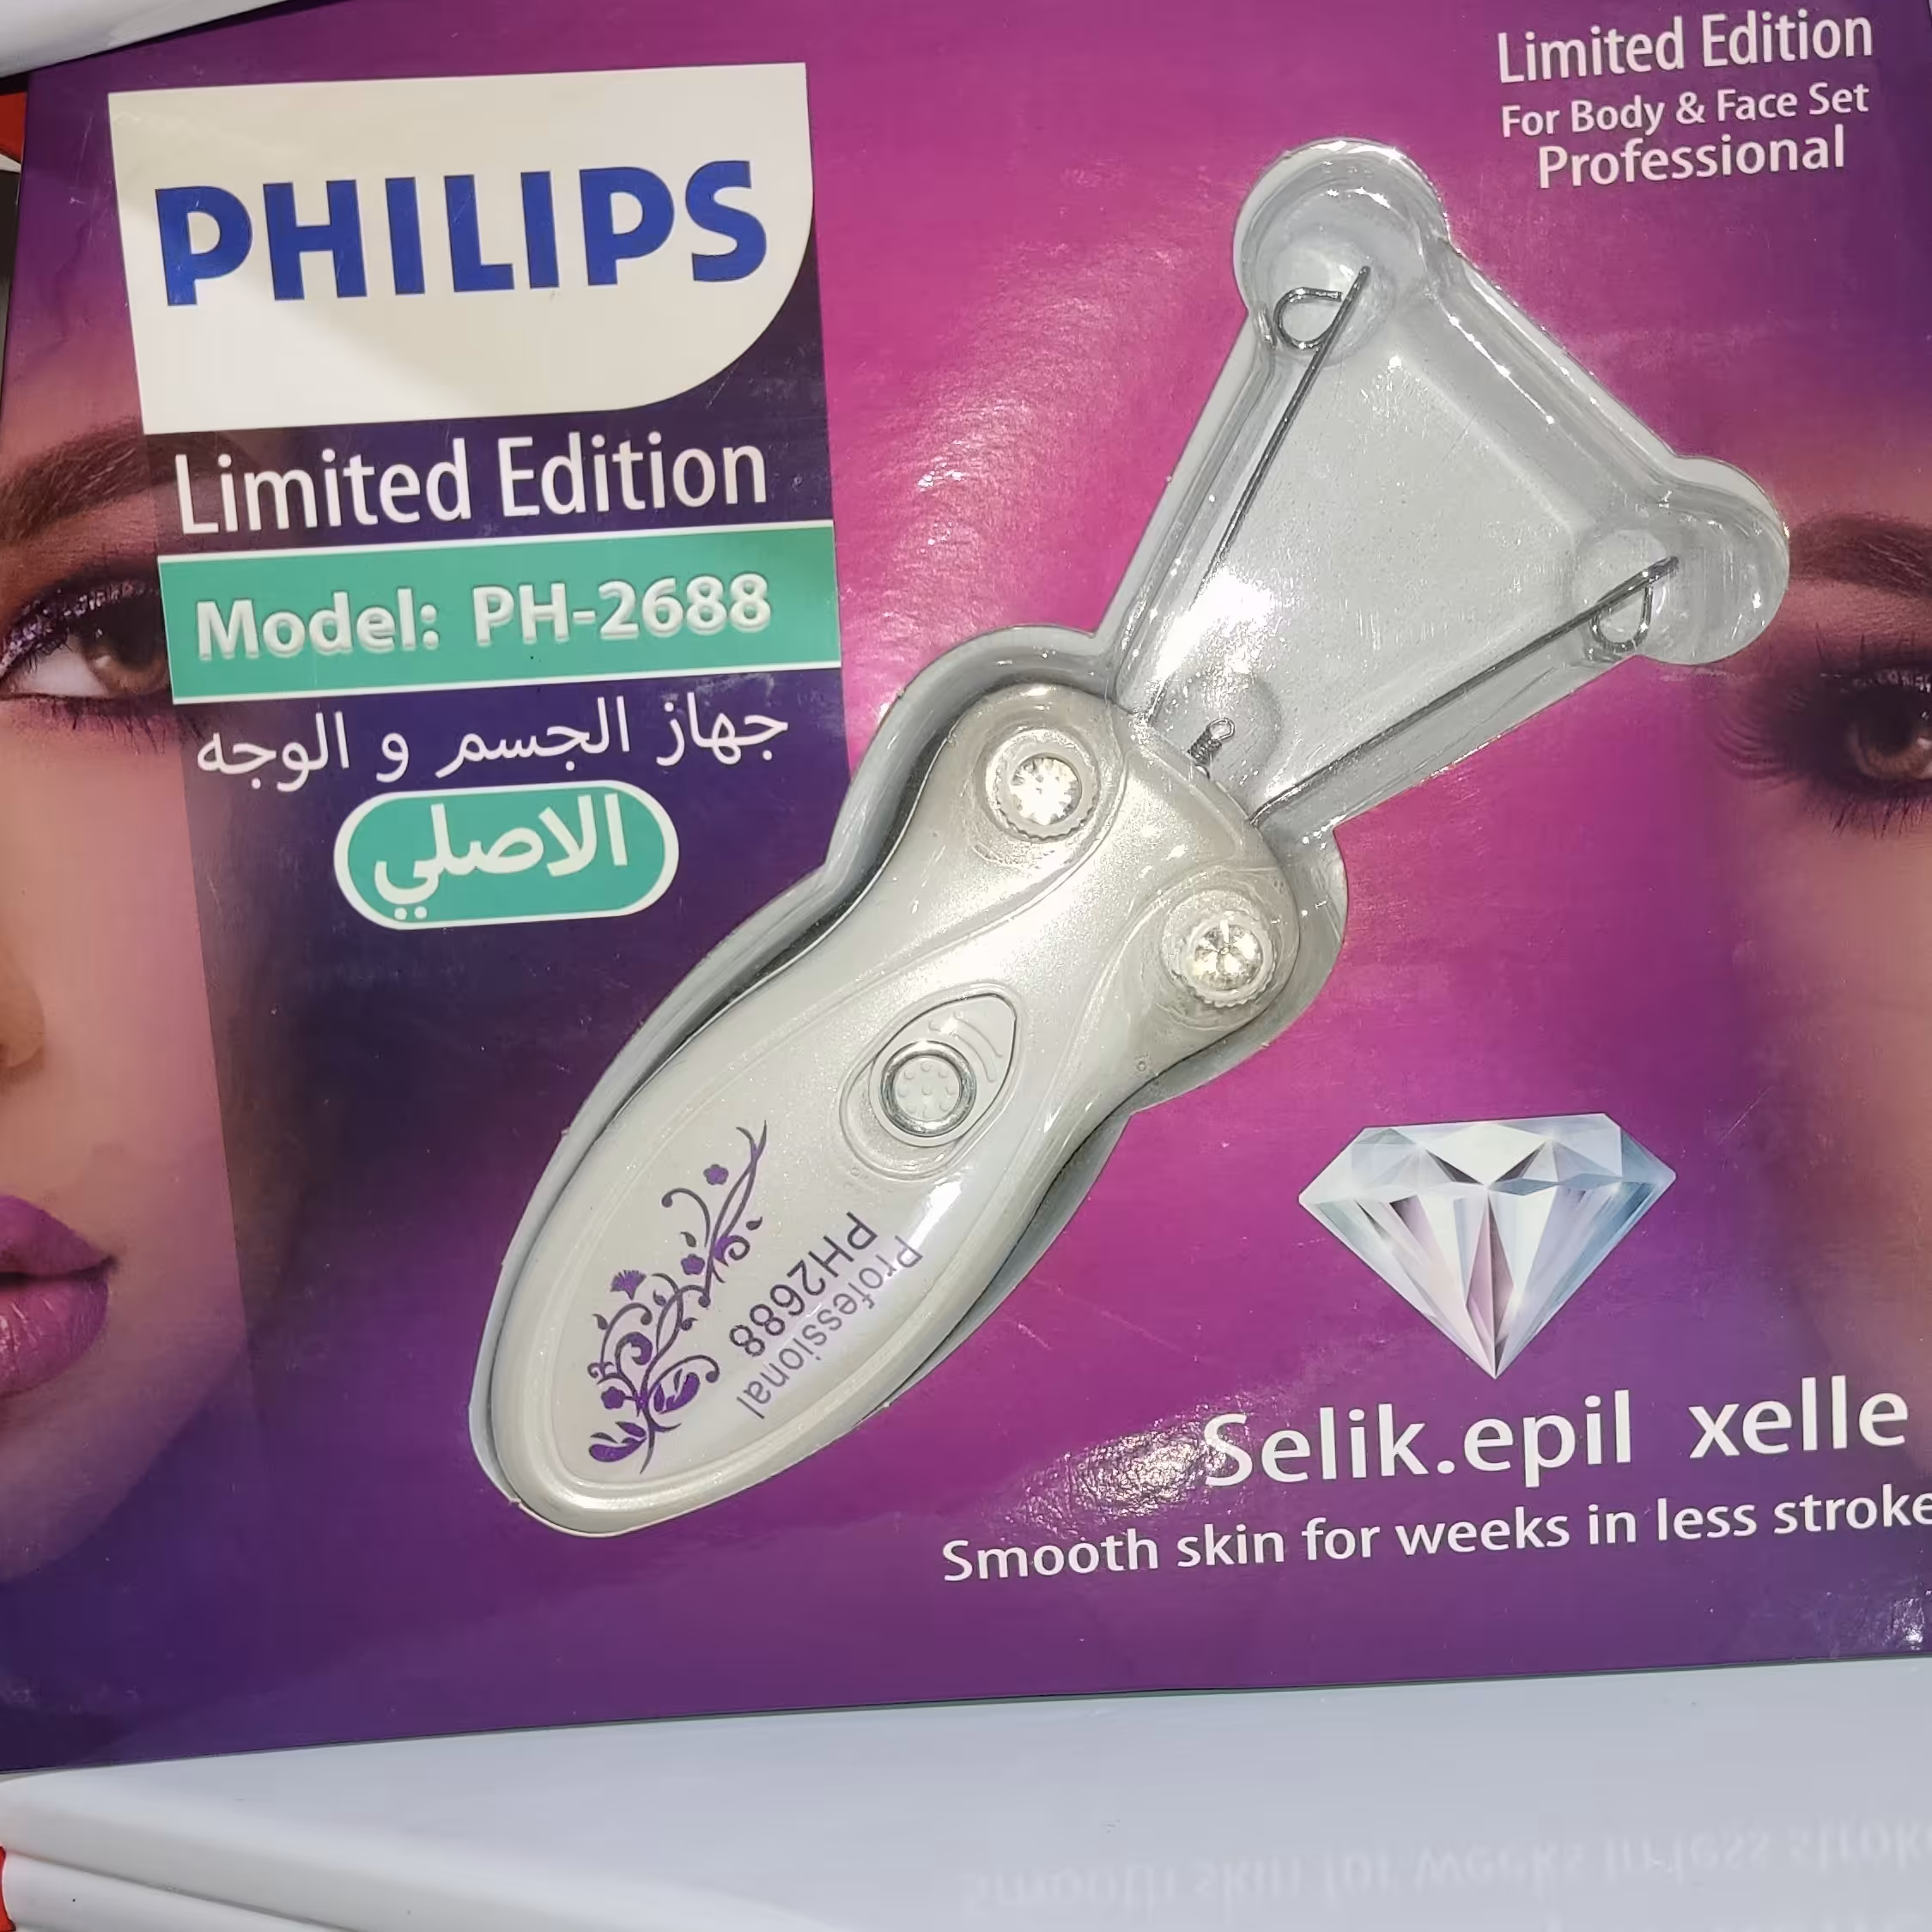 PHILIPS
Limited Edition
Model: PH-2688
جهاز الجسم و الوجه
الاصلي
Limited Edition
For Body & Face Set
Professional
Professional
PH2688
Selik.epil xelle
Smooth skin for weeks in less stroke